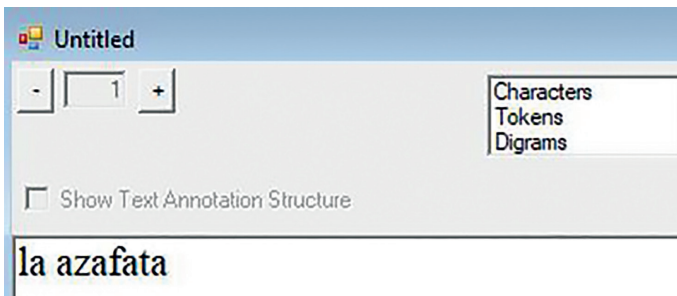 Untitled
- 1 +
Characters
Tokens
Digrams
Show Text Annotation Structure
la azafata